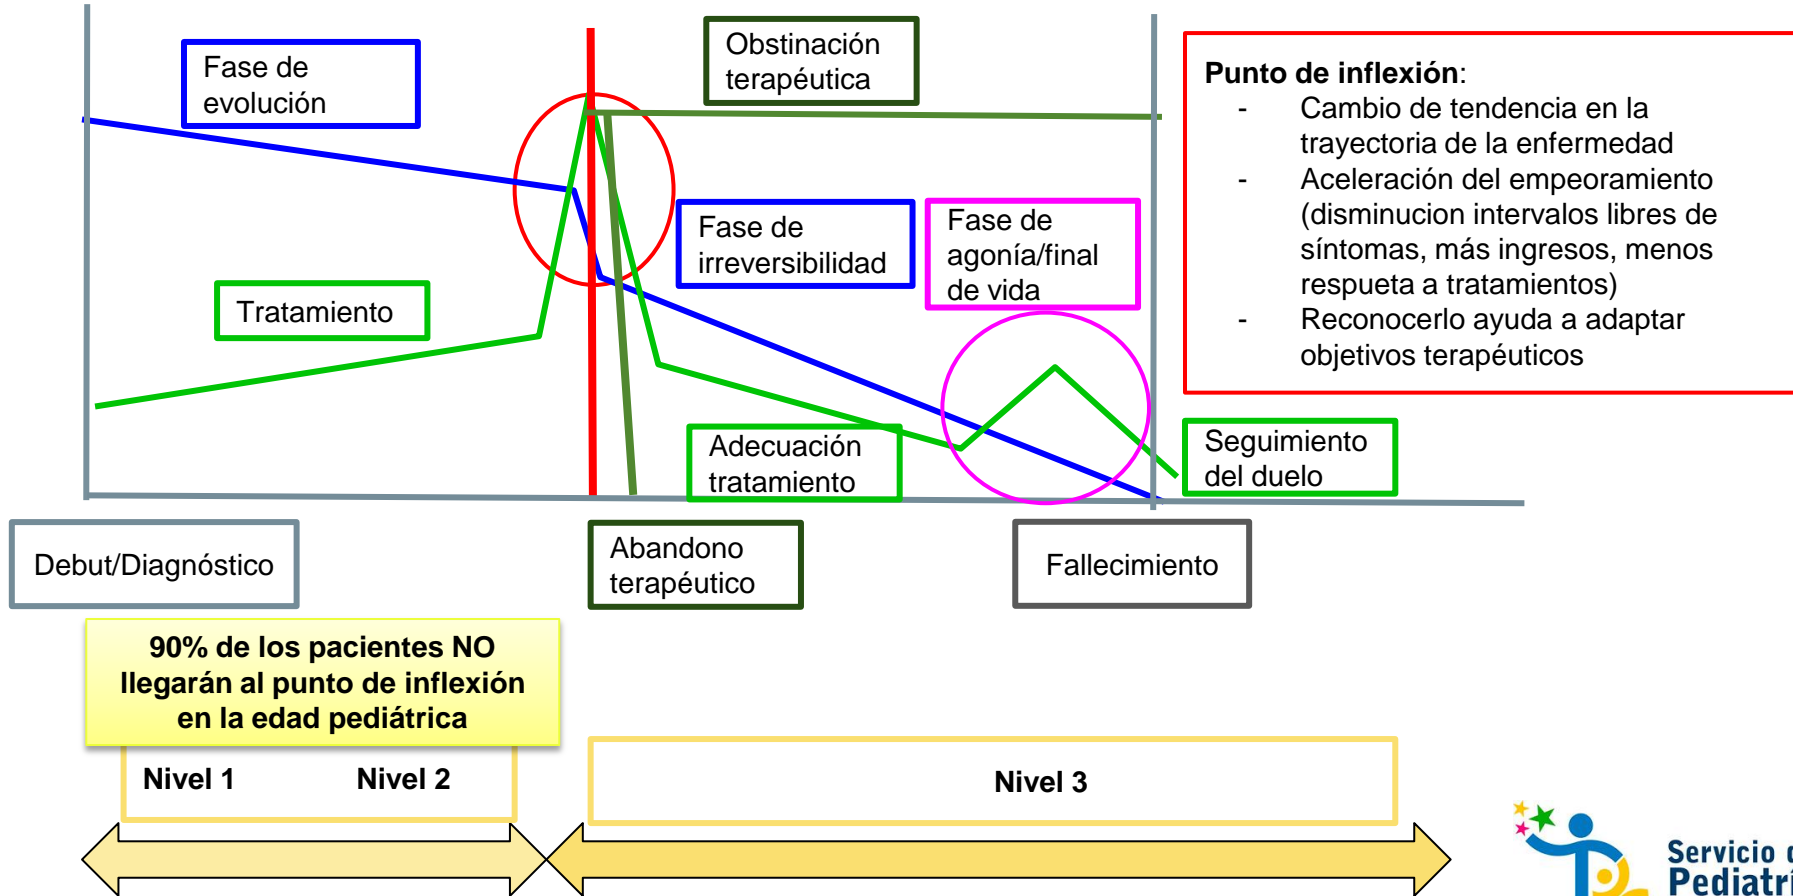 Fase de
evolución
Obstinación
terapéutica
Punto de inflexión:
- Cambio de tendencia en la
trayectoria de la enfermedad
- Aceleración del empeoramiento
(disminucion intervalos libres de
síntomas, más ingresos, menos
respueta a tratamientos)
- Reconocerlo ayuda a adaptar
objetivos terapéuticos
Fase de
irreversibilidad
Fase de
agonía/final
de vida
Tratamiento
Adecuación
tratamiento
Seguimiento
del duelo
Debut/Diagnóstico
Abandono
terapéutico
Fallecimiento
90% de los pacientes NO
llegarán al punto de inflexión
en la edad pediátrica
Nivel 1 Nivel 2
Nivel 3
Servicio
Pediatrí